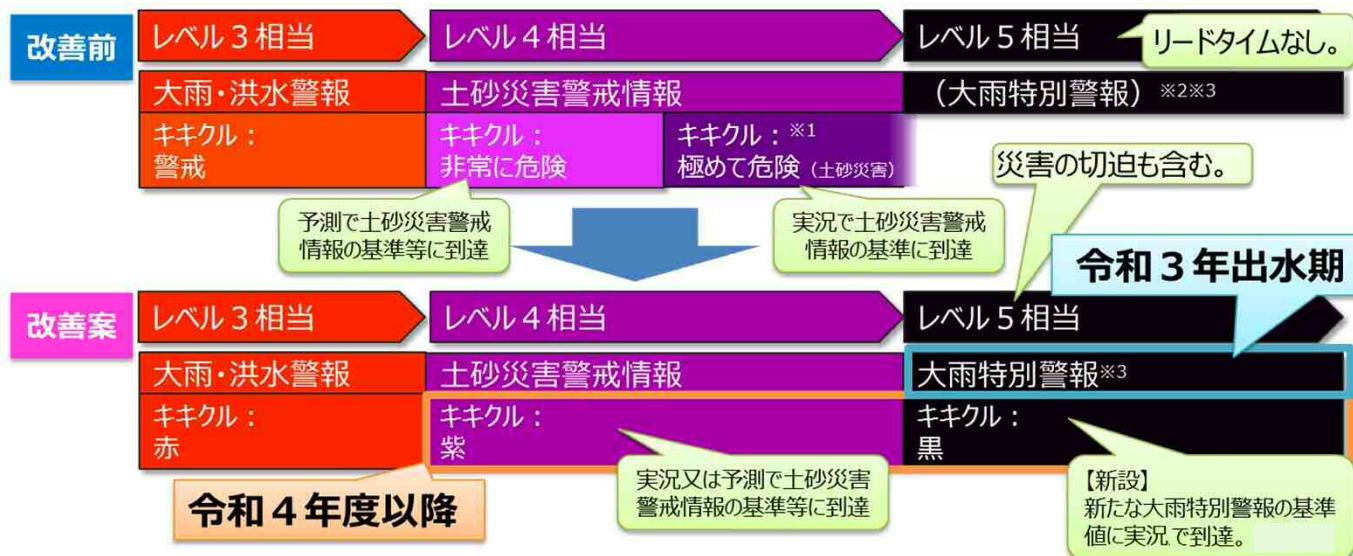 改善前
レベル3相当
レベル4相当
レベル5相当
リードタイムなし。
大雨・洪水警報
土砂災害警戒情報
(大雨特別警報) ※2※3
キキクル:
警戒
キキクル:
非常に危険
キキクル:※1
極めて危険(土砂災害)
災害の切迫も含む。
予測で土砂災害警戒
情報の基準等に到達
実況で土砂災害警戒
情報の基準に到達
令和3年出水期
改善案
レベル3相当
レベル4相当
レベル5相当
大雨・洪水警報
土砂災害警戒情報
大雨特別警報※3
キキクル:
赤
キキクル:
紫
キキクル:
黒
令和4年度以降
実況又は予測で土砂災害
警戒情報の基準等に到達
【新設】
新たな大雨特別警報の基準
値に実況で到達。